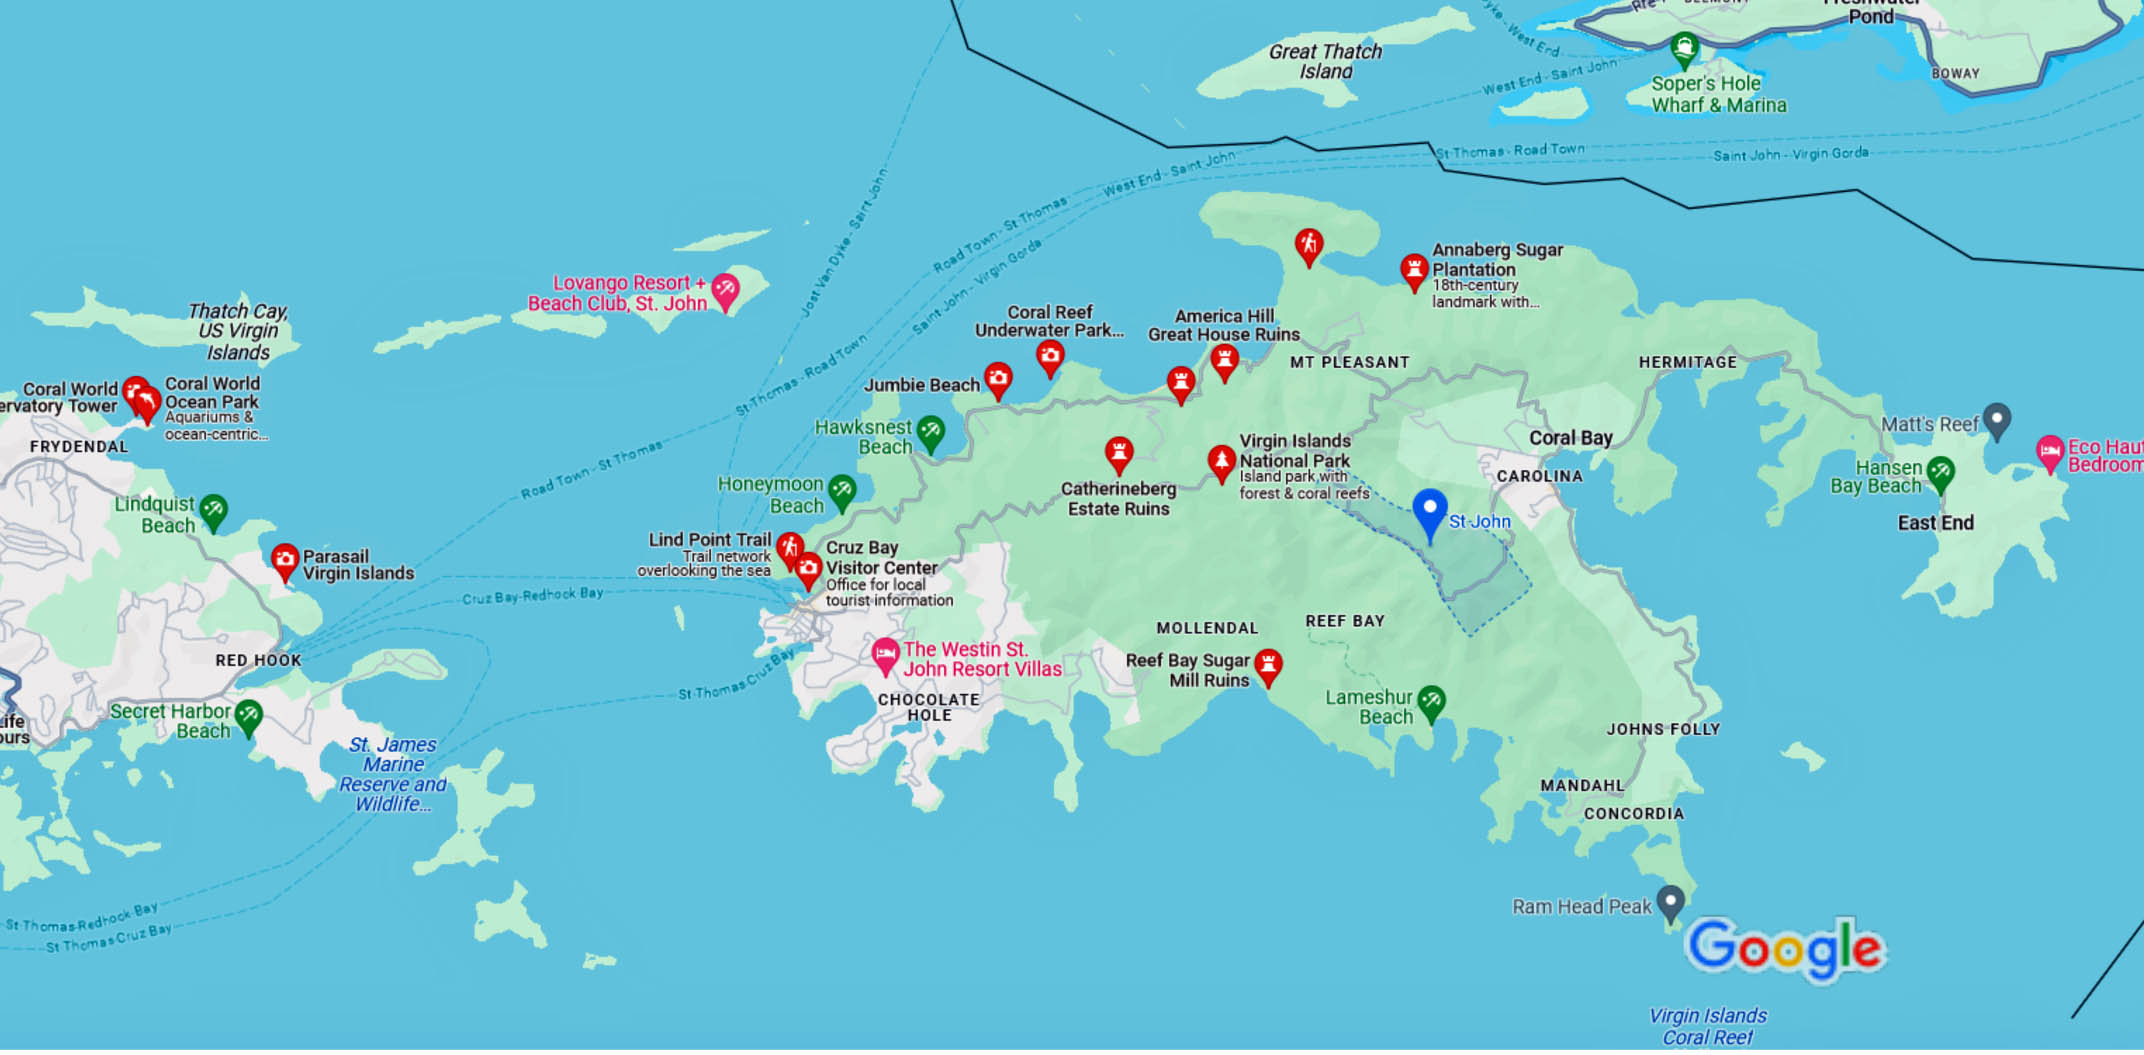 Freshwater
Pond
BELMONT
Great Thatch
Island
BOWAY
Soper's Hole
Wharf & Marina
West End
West End - Saint John
St Thomas - Road Town
Saint John - Virgin Gorda
West End - Saint John
Road Town - St Thomas
Saint John - Virgin Gorda
Jost Van Dyke - Saint John
St Thomas - Road Town
Road Town - St Thomas
Annaberg Sugar
Plantation
18th-century
landmark with...
Lovango Resort +
Beach Club, St. John
Thatch Cay,
US Virgin
Islands
Coral Reef
Underwater Park...
America Hill
Great House Ruins
MT PLEASANT
HERMITAGE
Jumbie Beach
Coral World
ervatory Tower
Coral World
Ocean Park
Aquariums &
ocean-centric...
FRYDENDAL
Hawksnest
Beach
Matt's Reef
Coral Bay
CAROLINA
Eco Haut
Bedroom
Hansen
Bay Beach
East End
Virgin Islands
National Park
Island park with
forest & coral reefs
Catherineberg
Estate Ruins
Honeymoon
Beach
St John
Lindquist
Beach
Parasail
Virgin Islands
Lind Point Trail
Trail network
overlooking the sea
Cruz Bay
Visitor Center
Office for local
tourist information
Cruz Bay-Redhook Bay
RED HOOK
MOLLENDAL
REEF BAY
The Westin St.
John Resort Villas
CHOCOLATE
HOLE
Reef Bay Sugar
Mill Ruins
Lameshur
Beach
St Thomas Cruz Bay
Secret Harbor
Beach
Life
ours
St. James
Marine
Reserve and
Wildlife...
JOHNS FOLLY
MANDAHL
CONCORDIA
Ram Head Peak
Google
St Thomas-Redhook Bay
St Thomas Cruz Bay
Virgin Islands
Coral Reef